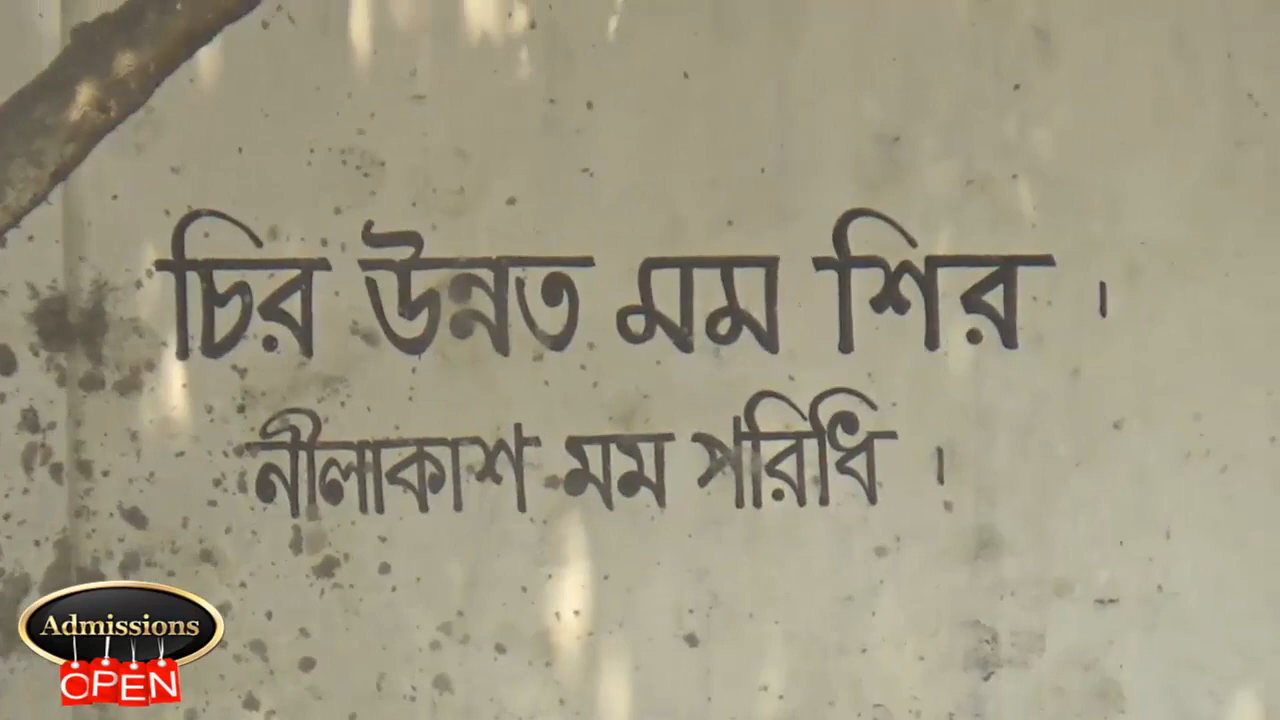 চির উন্নত মম শির ।
নীলাকাশ মম পরিধি ।
Admissions
OPEN